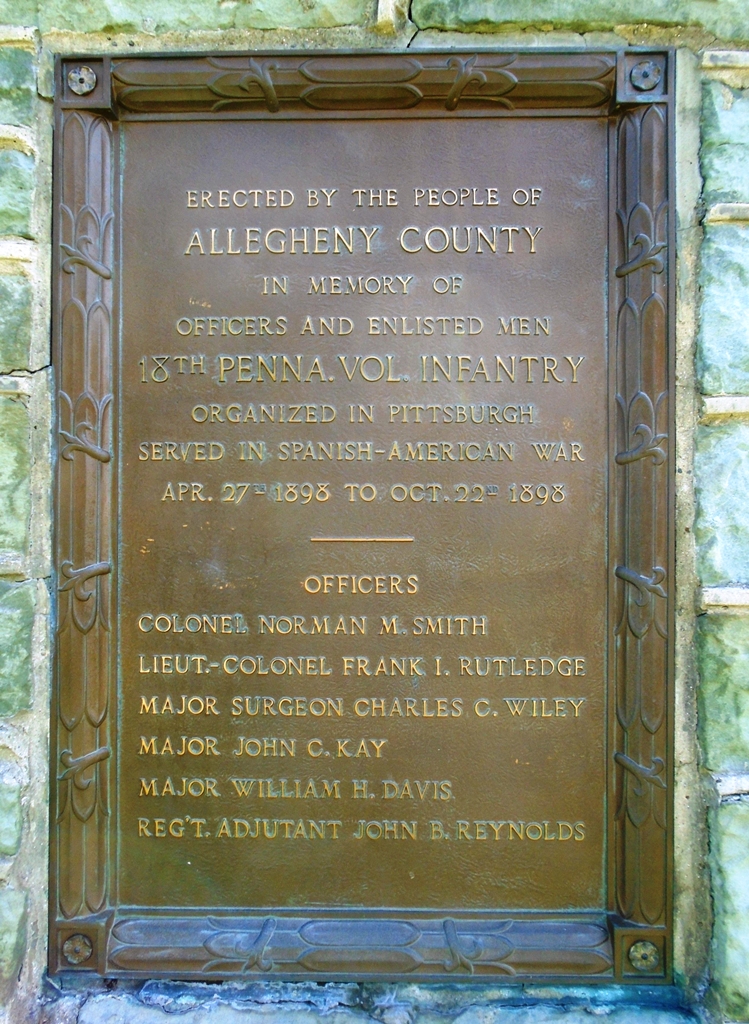 ERECTED BY THE PEOPLE OF
ALLEGHENY COUNTY
IN MEMORY OF
OFFICERS AND ENLISTED MEN
18TH PENNA. VOL. INFANTRY
ORGANIZED IN PITTSBURGH
SERVED IN SPANISH-AMERICAN WAR
APR. 27TH 1898 TO OCT. 22ND 1898
OFFICERS
COLONEL NORMAN M. SMITH
LIEUT.-COLONEL FRANK I. RUTLEDGE
MAJOR SURGEON CHARLES C. WILEY
MAJOR JOHN C. KAY
MAJOR WILLIAM H. DAVIS
REG'T. ADJUTANT JOHN B. REYNOLDS